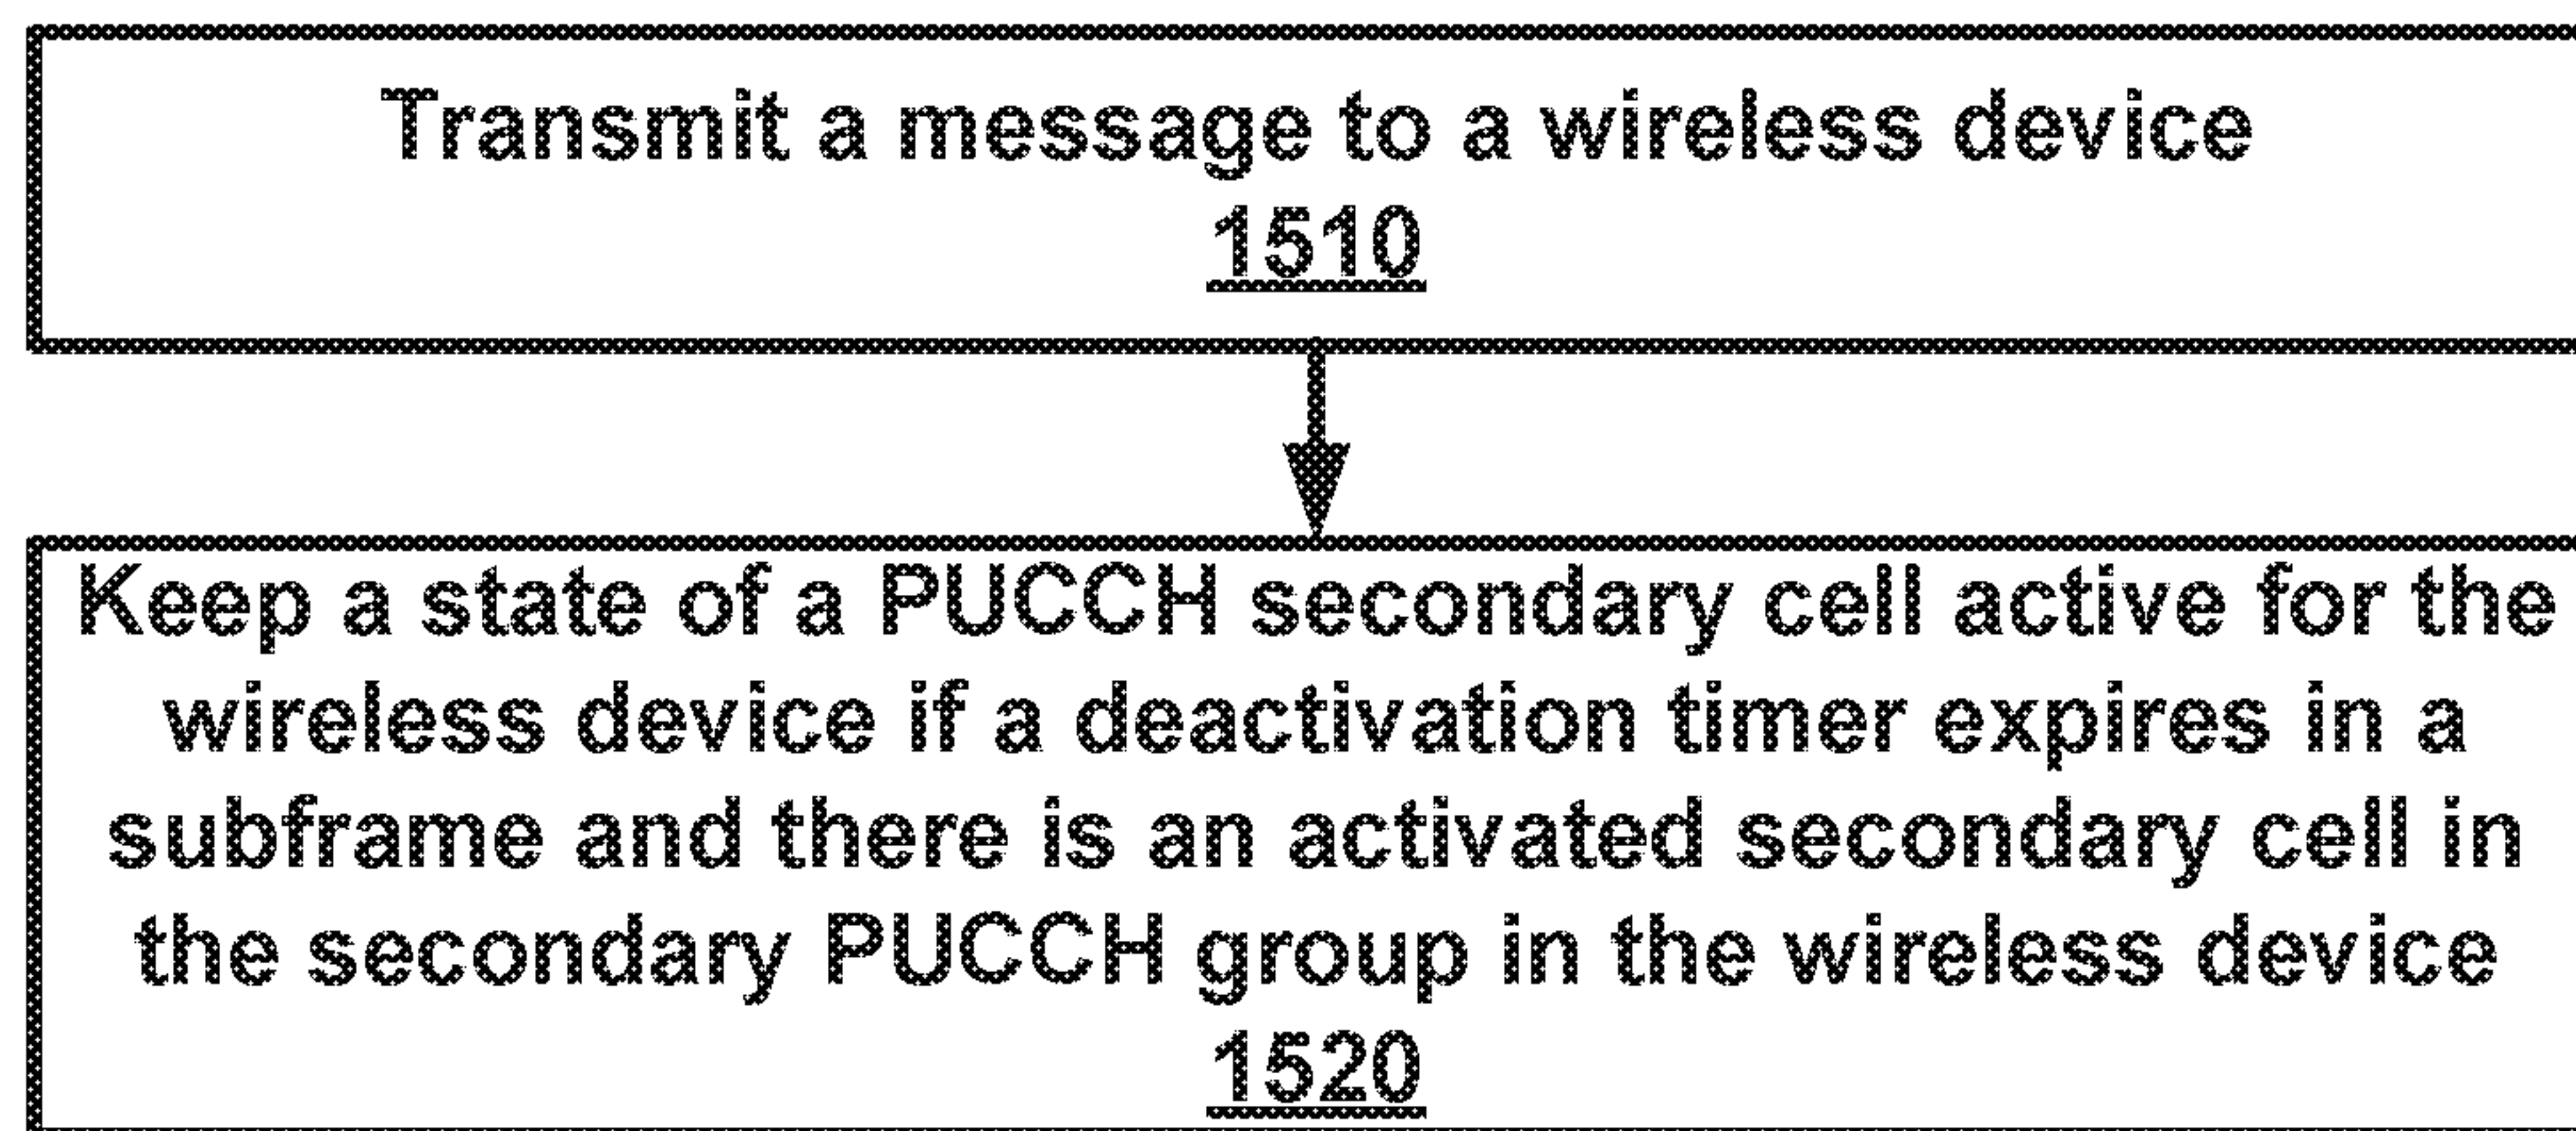 Transmit a message to a wireless device
1510
Keep a state of a PUCCH secondary cell active for the
wireless device if a deactivation timer expires in a
subframe and there is an activated secondary cell in
the secondary PUCCH group in the wireless device
1520